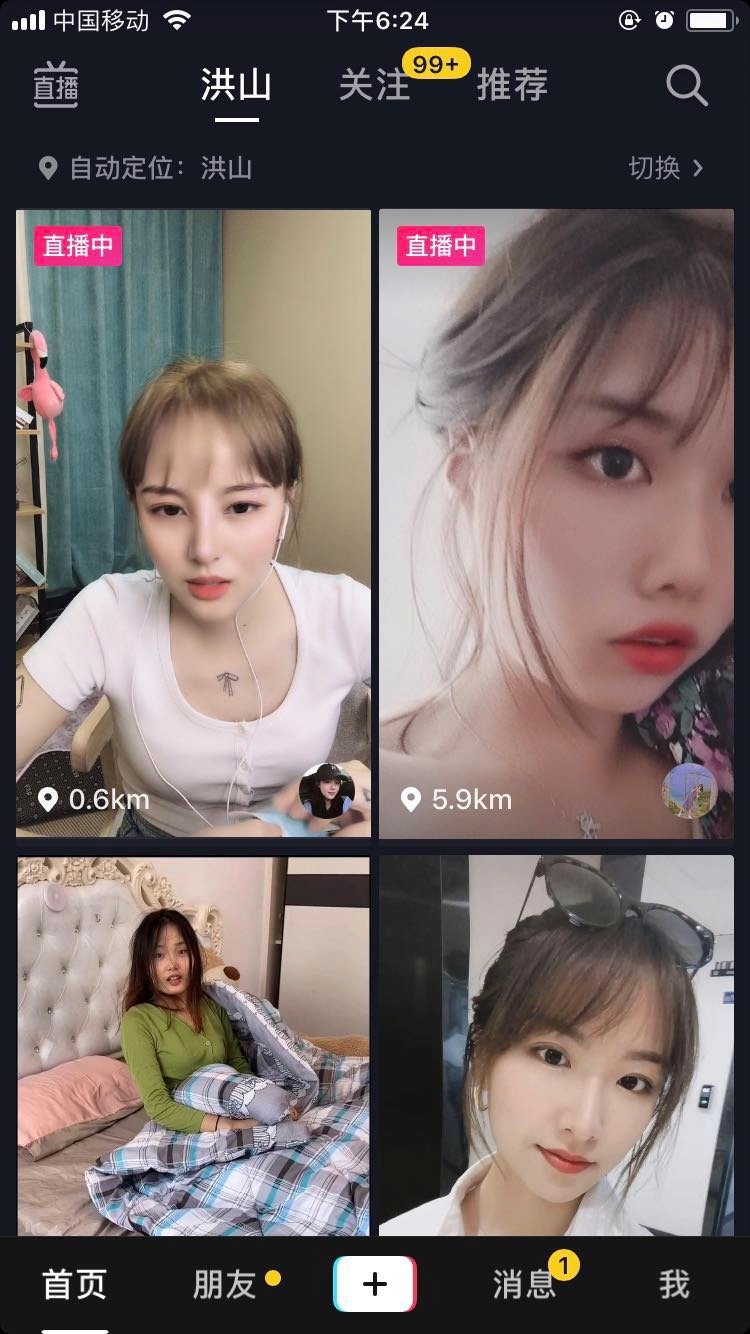 中国移动 下午6:24
直播 洪山 关注 99+ 推荐
自动定位：洪山 切换
直播中 直播中
0.6km 5.9km
首页 朋友 消息 1 我